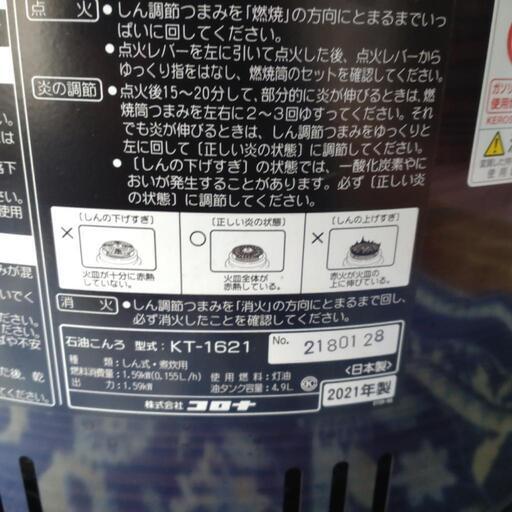 点火
●しん調節つまみを「燃焼」の方向にとまるまでいっ
ぱいに回してください。
●点火レバーを左に引いて点火した後、点火レバーから
ゆっくり指をはなし、燃焼筒のセットを確認してください。
炎の調節
●点火後15〜20分して、部分的に炎が伸びるときは、燃
焼筒つまみを左右に2〜3回ゆすってください。それ
でも炎が伸びるときは、しん調節つまみをゆっくりと
左に回して〔正しい炎の状態〕に調節してください。
●〔しんの下げすぎ〕の状態では、一酸化炭素やに
おいが発生することがあります。必ず〔正しい炎
の状態〕に調節してください。
〔しんの下げすぎ〕
〔正しい炎の状態〕
〔しんの上げすぎ〕
×
○
×
火皿が十分に赤熱
していない。
火皿全体が
赤熱している。
赤火が火皿の
上に伸びている。
消火
●しん調節つまみを「消火」の方向にとまるまで回し、
必ず消火したことを確認してください。
石油こんろ 型式: KT-1621
No. 2180128
種類:しん式・煮炊用
燃料消費量:1.59kW(0.155L/h)
使用燃料:灯油
出力:1.59kW
油タンク容量:4.9L
<日本製>
2021年製
株式会社コロナ
ガソリ
使用
KERO